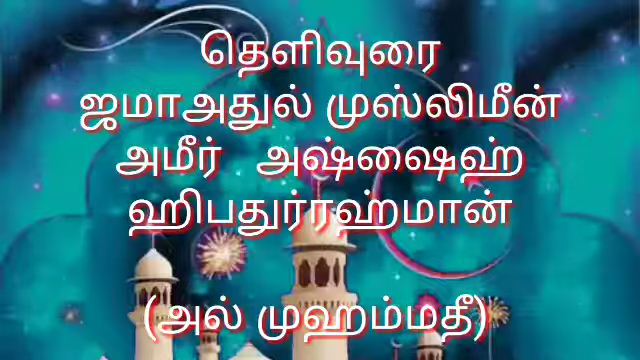 தெளிவுரை
ஜமாஅதுல் முஸ்லிமீன்
அமீர் அஷ்ஷைஹ்
ஹிபதுர்ரஹ்மான்
(அல் முஹம்மதீ)